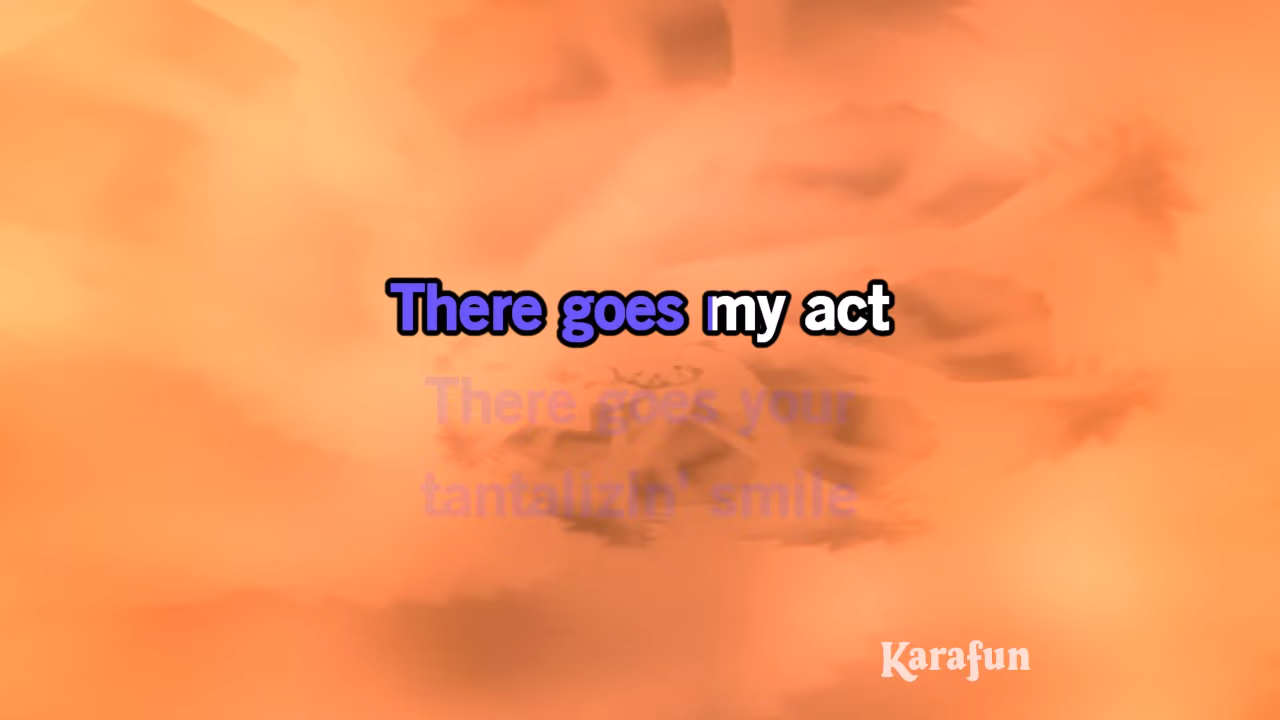 There goes my act
There goes your
tantalizin' smile
Karafun